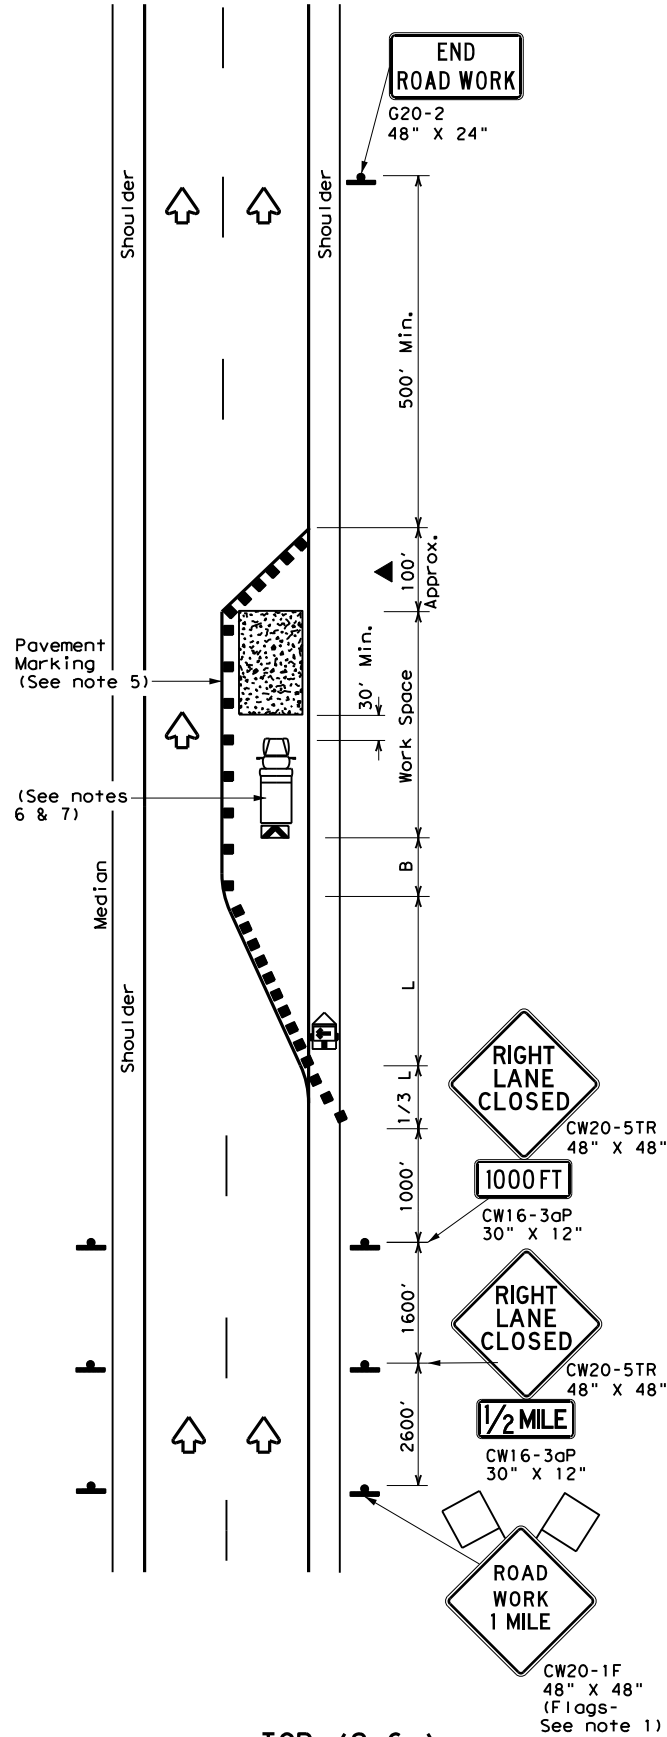 END
ROAD WORK
G20-2
48" X 24"
Shoulder
Shoulder
500' Min.
100'
Approx.
Pavement
Marking
(See note 5)
30' Min.
Work Space
(See notes
6 & 7)
B
Median
L
Shoulder
RIGHT
LANE
CLOSED
CW20-5TR
48" X 48"
1/3 L
1000 FT
CW16-3aP
30" X 12"
1000'
RIGHT
LANE
CLOSED
CW20-5TR
48" X 48"
1600'
1/2 MILE
CW16-3aP
30" X 12"
2600'
ROAD
WORK
1 MILE
CW20-1F
48" X 48"
(Flags-
See note 1)